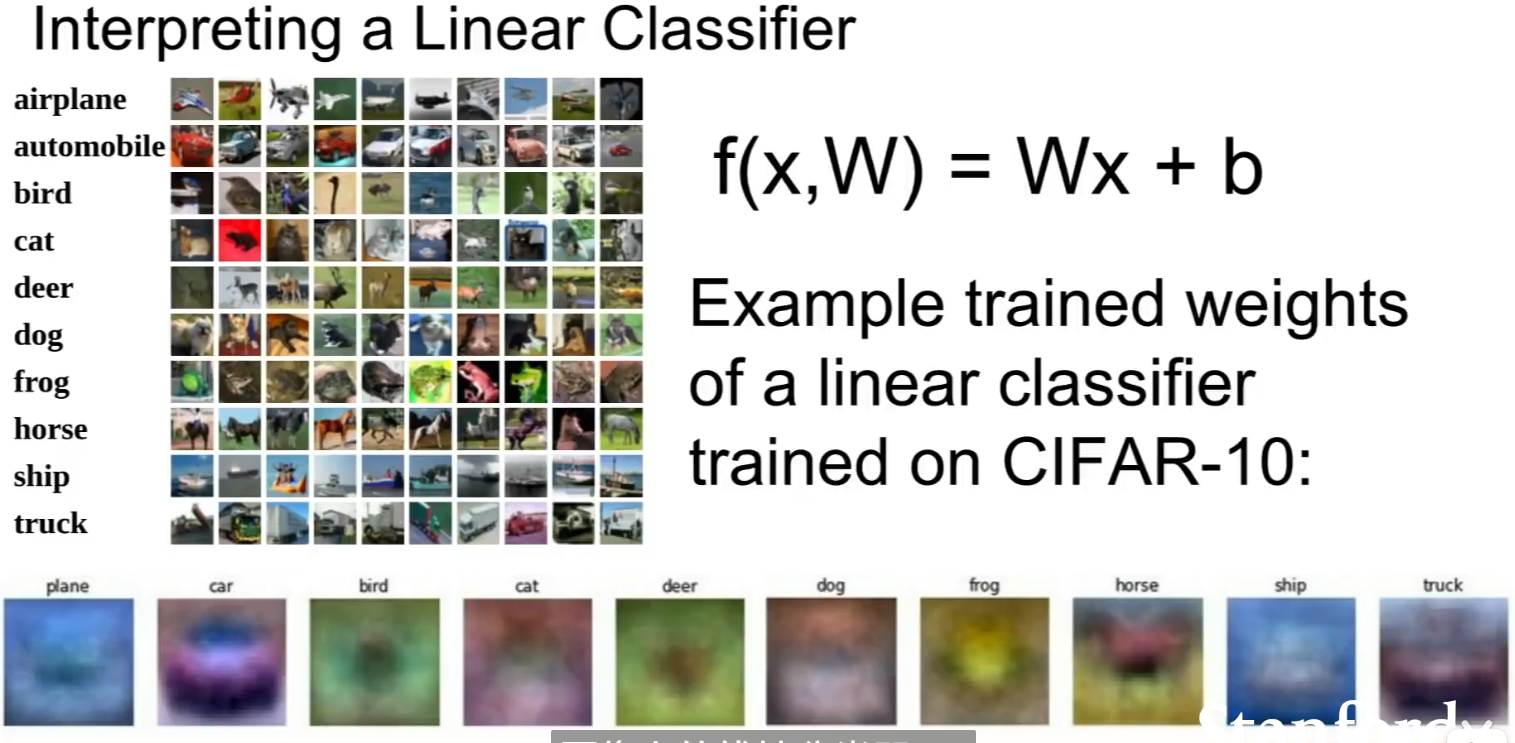 Interpreting a Linear Classifier
airplane
automobile
bird
cat
deer
dog
frog
horse
ship
truck
f(x,W) = Wx + b
Example trained weights
of a linear classifier
trained on CIFAR-10:
plane car bird cat deer dog frog horse ship truck
Stanford